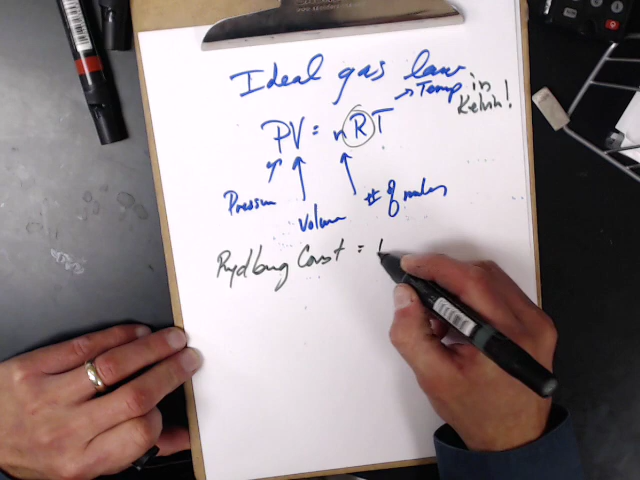 Ideal gas law
→ Temp in Kelvin!
PV = nRT
Pressure
Volume
# of moles
Rydberg Const =